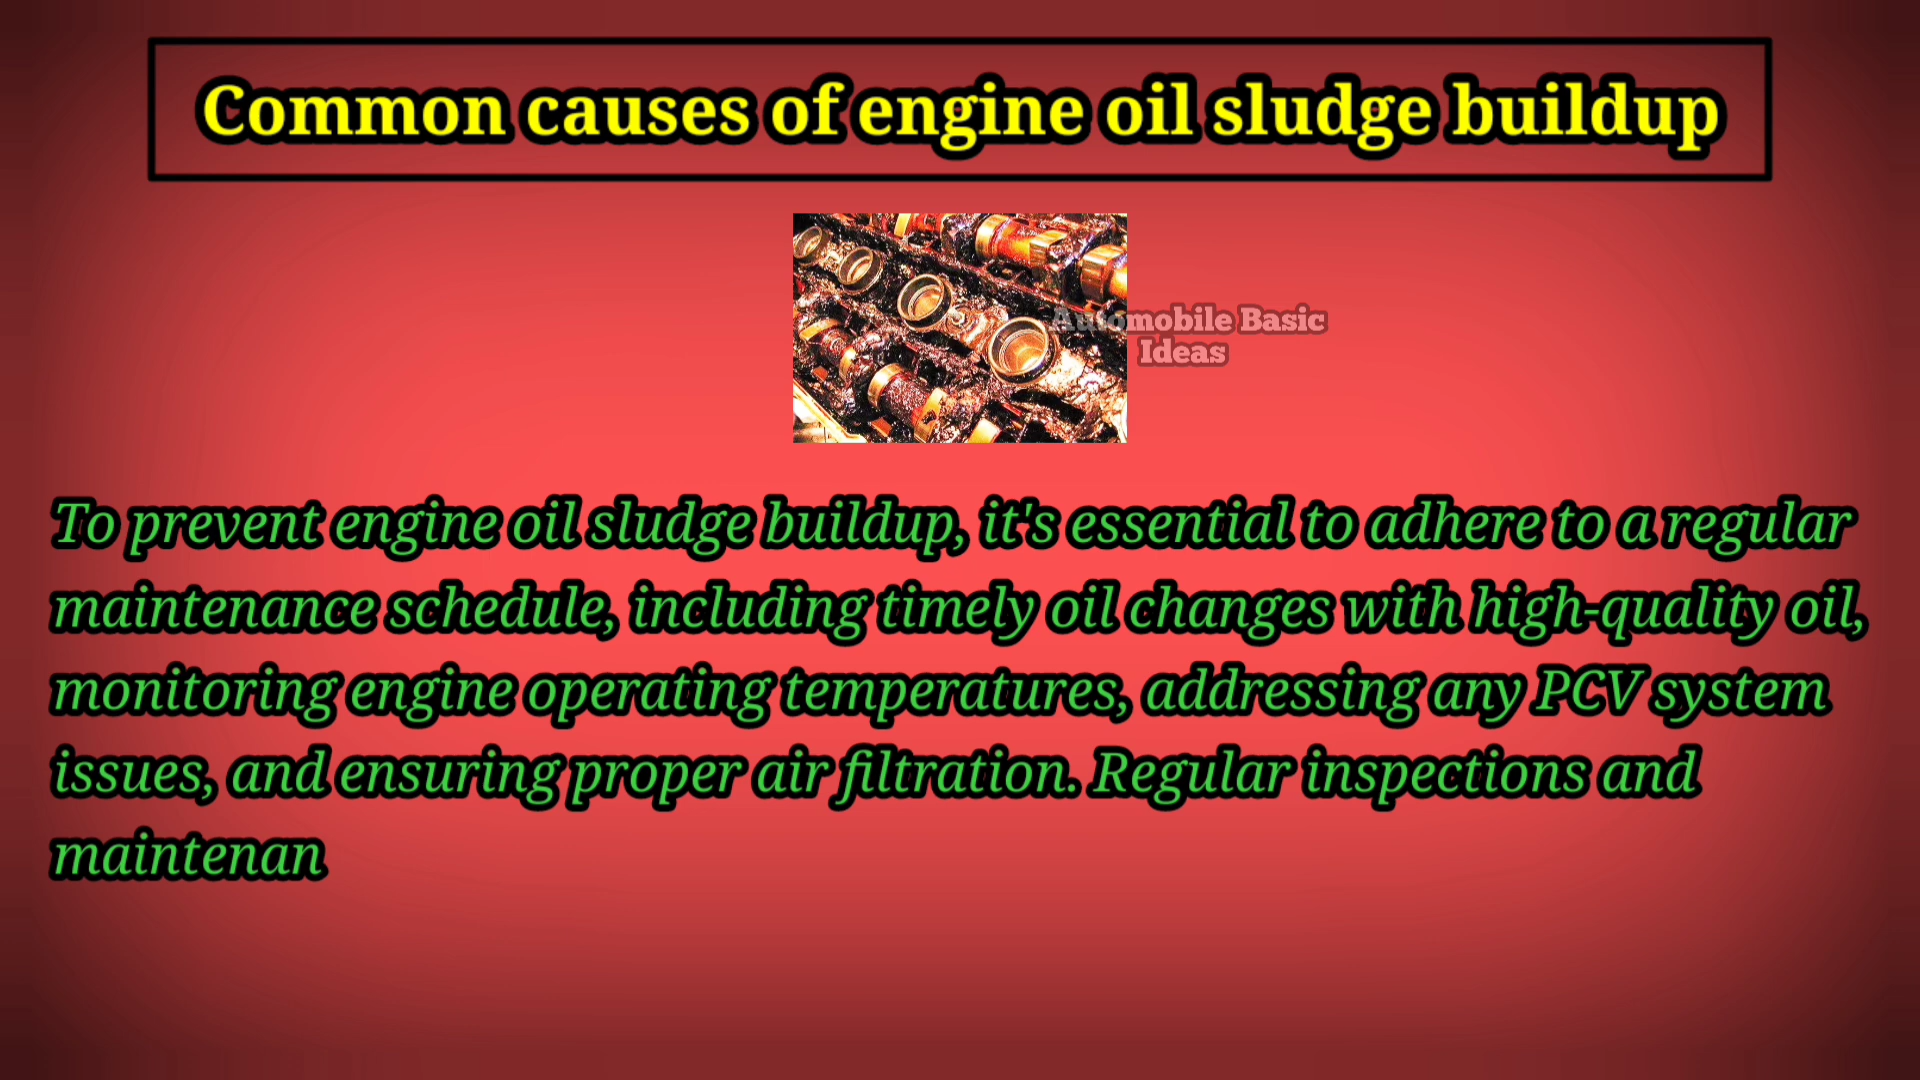 Common causes of engine oil sludge buildup
Automobile Basic
Ideas
To prevent engine oil sludge buildup, it's essential to adhere to a regular
maintenance schedule, including timely oil changes with high-quality oil,
monitoring engine operating temperatures, addressing any PCV system
issues, and ensuring proper air filtration. Regular inspections and
maintenan